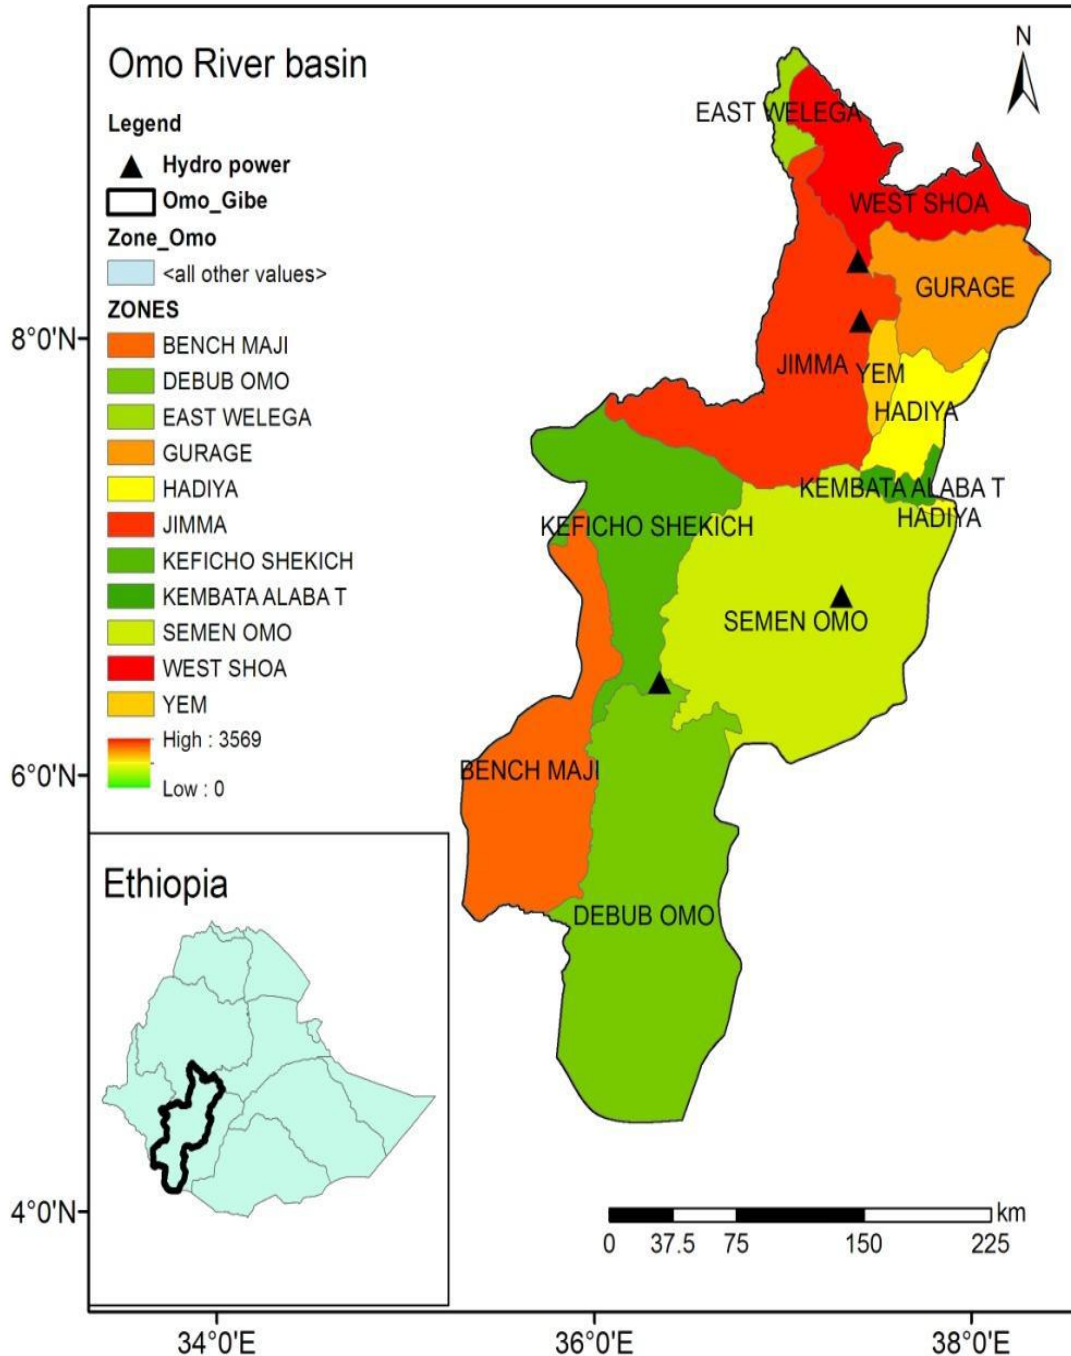 Omo River basin
Legend
Hydro power
Omo_Gibe
Zone_Omo
<all other values>
ZONES
BENCH MAJI
DEBUB OMO
EAST WELEGA
GURAGE
HADIYA
JIMMA
KEFICHO SHEKICH
KEMBATA ALABA T
SEMEN OMO
WEST SHOA
YEM
High : 3569
Low : 0
N
EAST WELEGA
WEST SHOA
GURAGE
JIMMA
YEM
HADIYA
KEMBATA ALABA T
HADIYA
KEFICHO SHEKICH
SEMEN OMO
BENCH MAJI
DEBUB OMO
Ethiopia
8°0'N
6°0'N
4°0'N
km
0 37.5 75 150 225
34°0'E 36°0'E 38°0'E